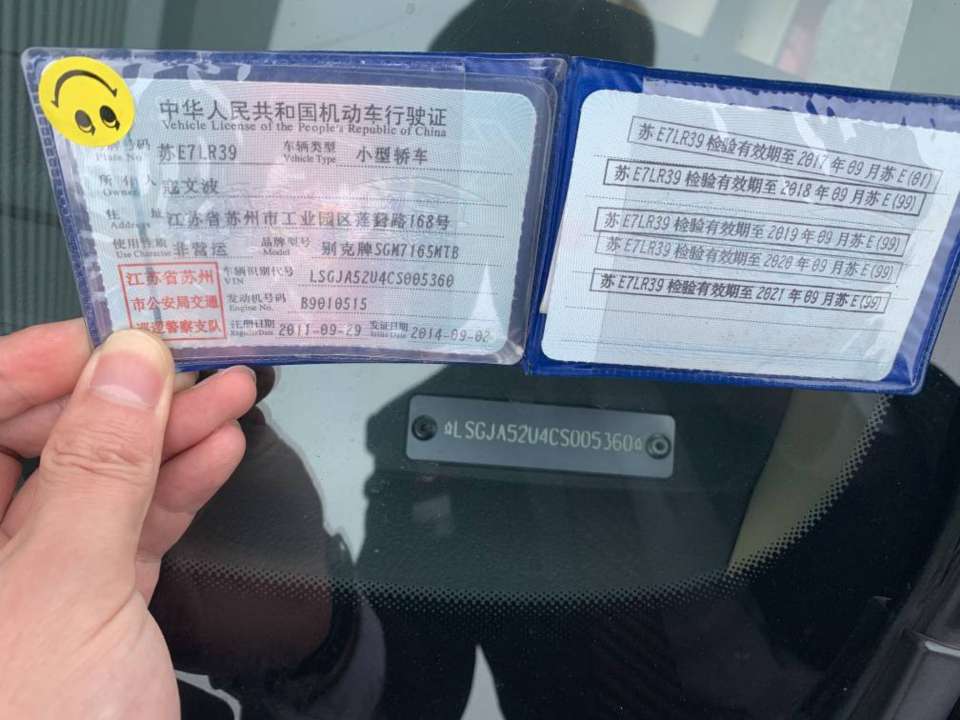 中华人民共和国机动车行驶证
Vehicle License of the People's Republic of China
号码 苏E7LR39 车辆类型 小型轿车
Plate No. Vehicle Type
所有人 寇文波
Owner
住 址 江苏省苏州市工业园区莲葑路168号
Address
使用性质 非营运 品牌型号 别克牌SGM7165MTB
Use Character Model
江苏省苏州
市公安局交通
巡逻警察支队
车辆识别代号 LSGJA52U4CS005360
VIN
发动机号码 B9010515
Engine No.
注册日期 2011-09-29 发证日期 2014-09-02
Register Date Issue Date
苏E7LR39 检验有效期至2017年09月苏E(01)
苏E7LR39 检验有效期至2018年09月苏E(99)
苏E7LR39 检验有效期至2019年09月苏E(99)
苏E7LR39 检验有效期至2020年09月苏E(99)
苏E7LR39 检验有效期至2021年09月苏E(99)
LSGJA52U4CS005360